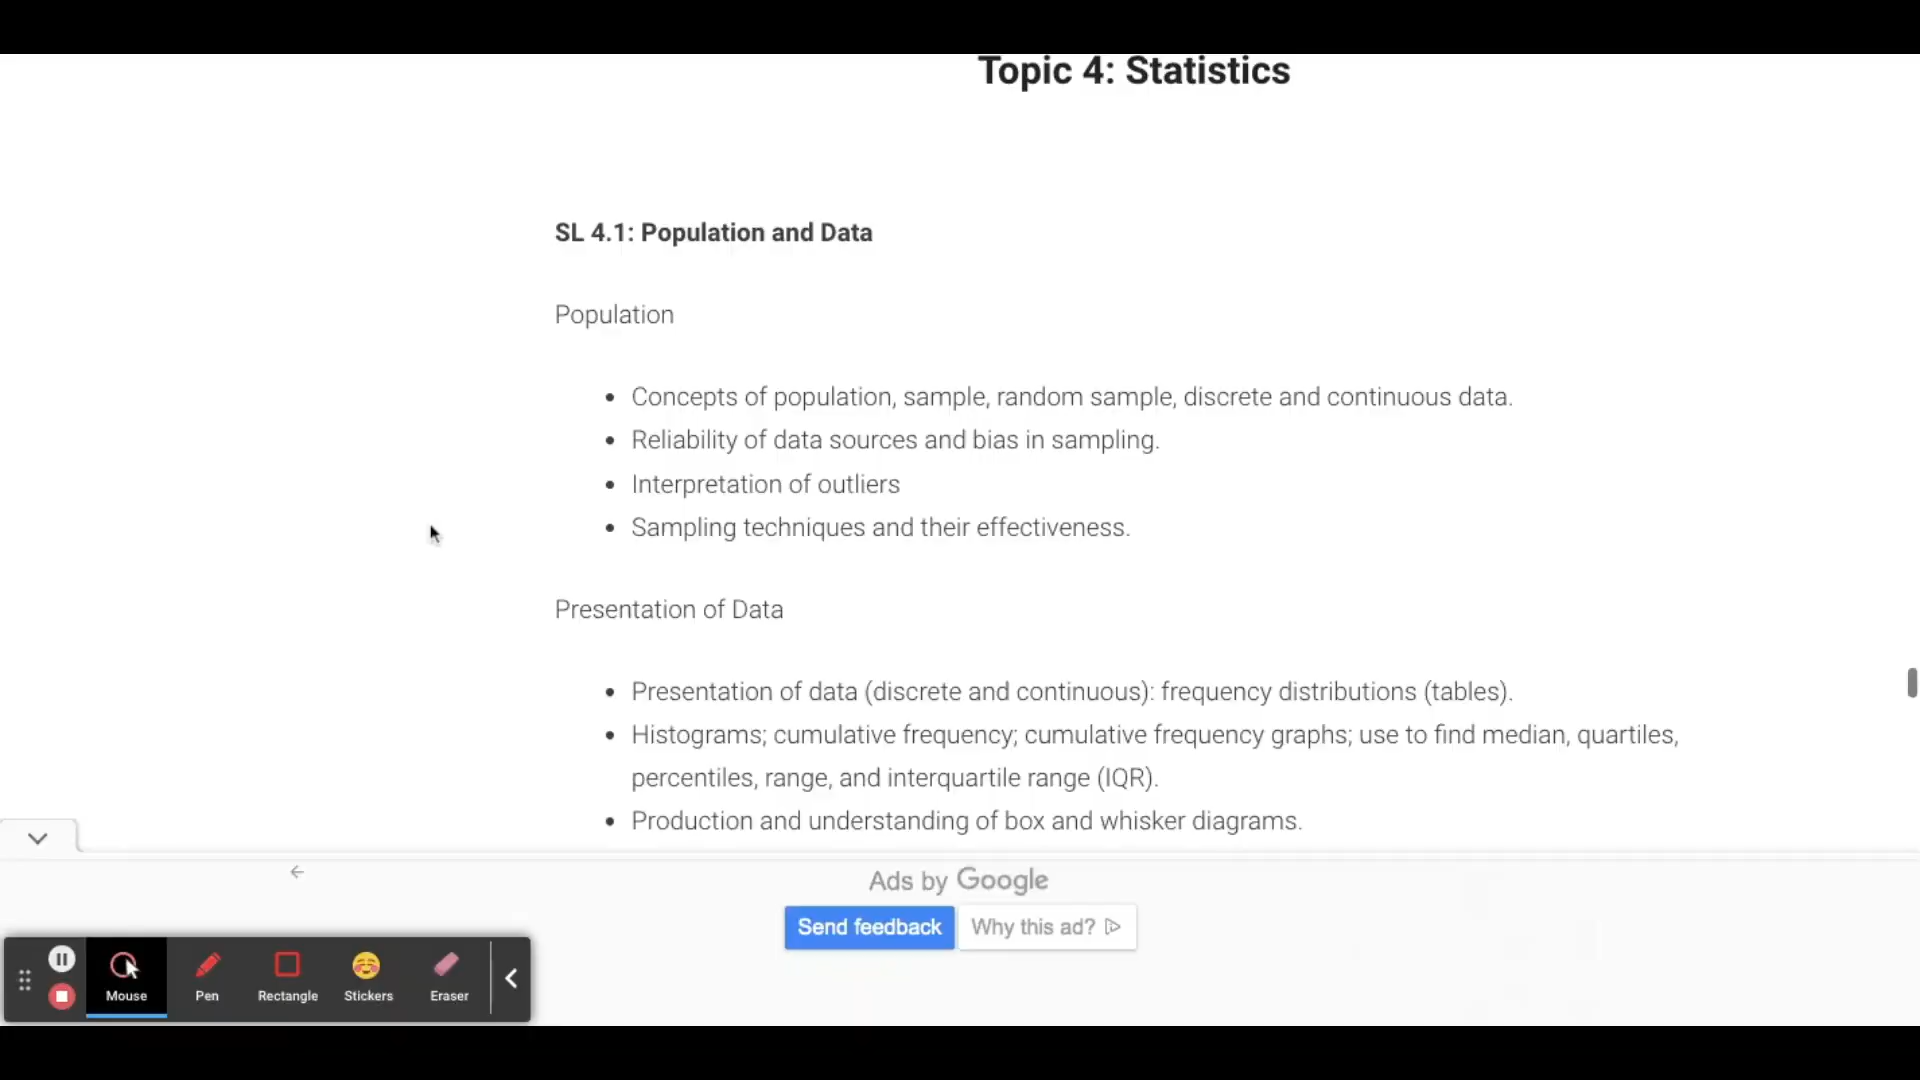 Topic 4: Statistics
SL 4.1: Population and Data
Population
• Concepts of population, sample, random sample, discrete and continuous data.
• Reliability of data sources and bias in sampling.
• Interpretation of outliers
• Sampling techniques and their effectiveness.
Presentation of Data
• Presentation of data (discrete and continuous): frequency distributions (tables).
• Histograms; cumulative frequency; cumulative frequency graphs; use to find median, quartiles,
percentiles, range, and interquartile range (IQR).
• Production and understanding of box and whisker diagrams.
Ads by Google
Send feedback Why this ad?
Mouse Pen Rectangle Stickers Eraser